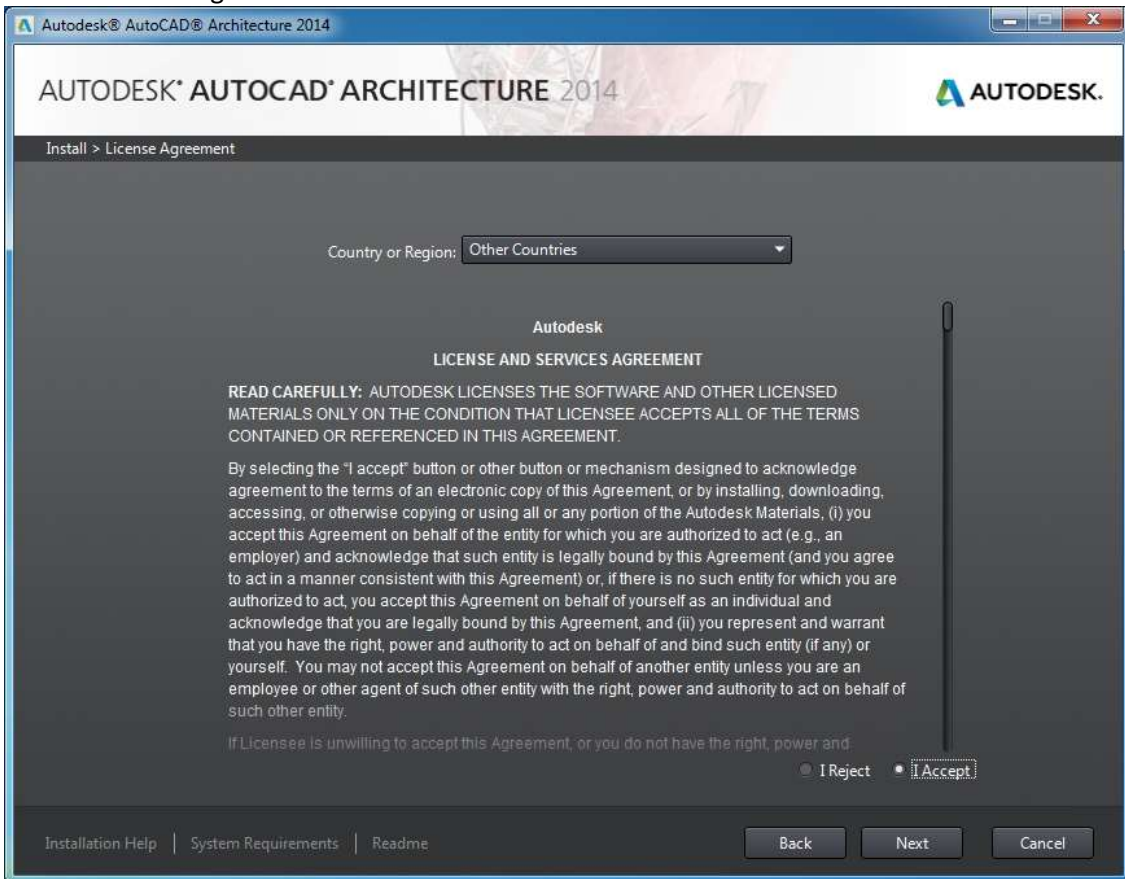 Autodesk® AutoCAD® Architecture 2014
AUTODESK® AUTOCAD® ARCHITECTURE 2014
AUTODESK.
Install > License Agreement
Country or Region: Other Countries
Autodesk
LICENSE AND SERVICES AGREEMENT
READ CAREFULLY: AUTODESK LICENSES THE SOFTWARE AND OTHER LICENSED
MATERIALS ONLY ON THE CONDITION THAT LICENSEE ACCEPTS ALL OF THE TERMS
CONTAINED OR REFERENCED IN THIS AGREEMENT.
By selecting the “I accept” button or other button or mechanism designed to acknowledge
agreement to the terms of an electronic copy of this Agreement, or by installing, downloading,
accessing, or otherwise copying or using all or any portion of the Autodesk Materials, (i) you
accept this Agreement on behalf of the entity for which you are authorized to act (e.g., an
employer) and acknowledge that such entity is legally bound by this Agreement (and you agree
to act in a manner consistent with this Agreement) or, if there is no such entity for which you are
authorized to act, you accept this Agreement on behalf of yourself as an individual and
acknowledge that you are legally bound by this Agreement, and (ii) you represent and warrant
that you have the right, power and authority to act on behalf of and bind such entity (if any) or
yourself. You may not accept this Agreement on behalf of another entity unless you are an
employee or other agent of such other entity with the right, power and authority to act on behalf of
such other entity.
If Licensee is unwilling to accept this Agreement, or you do not have the right, power and
I Reject I Accept
Installation Help | System Requirements | Readme
Back Next Cancel